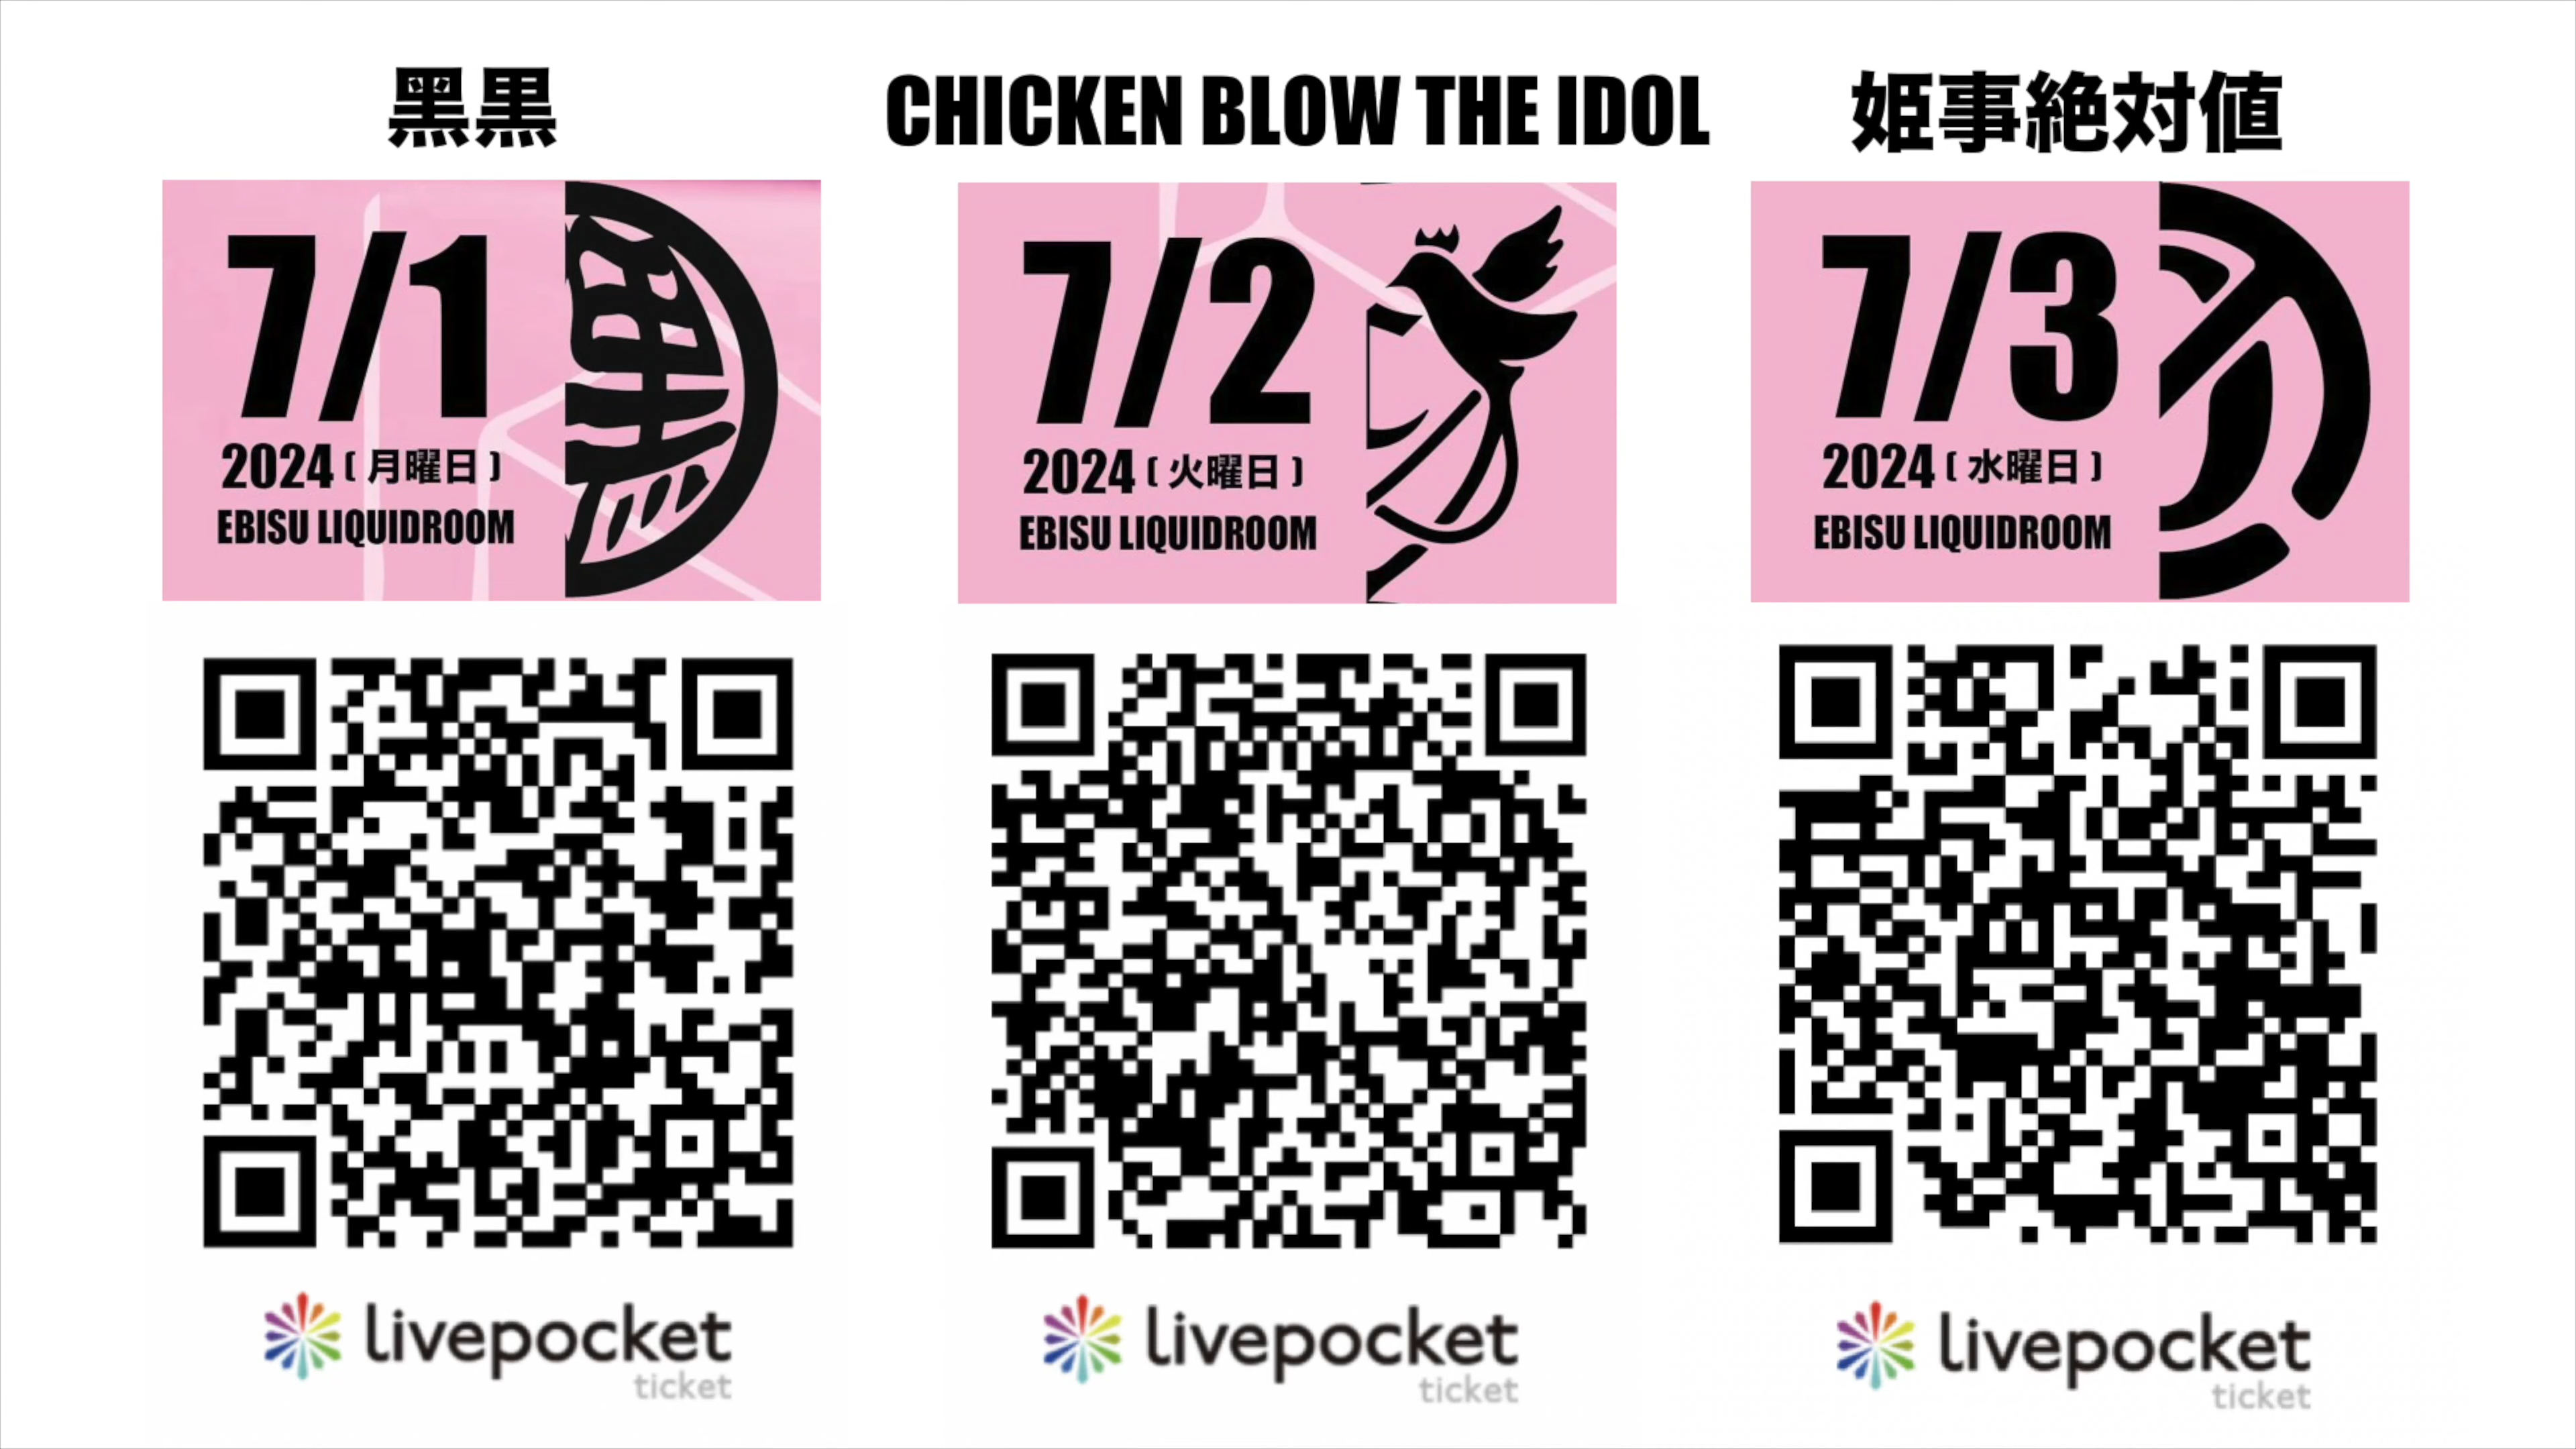 黑黒
7/1
2024 ( 月曜日 )
EBISU LIQUIDROOM
黒
livepocket
ticket
CHICKEN BLOW THE IDOL
7/2
2024 ( 火曜日 )
EBISU LIQUIDROOM
livepocket
ticket
姫事絶対値
7/3
2024 ( 水曜日 )
EBISU LIQUIDROOM
livepocket
ticket